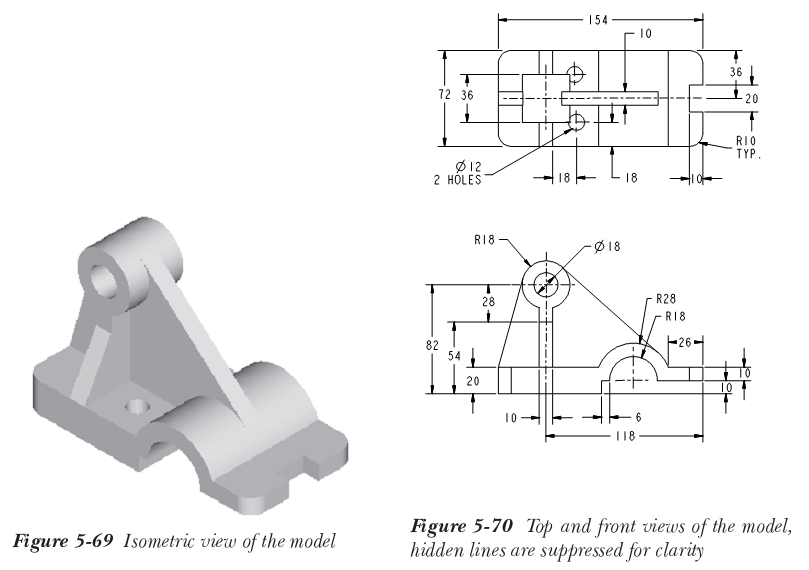 154
10
72
36
36
20
R10
TYP.
Ø12
2 HOLES
18
18
10
R18
Ø18
28
R28
R18
82
54
26
20
10
10
10
6
118
Figure 5-69 Isometric view of the model
Figure 5-70 Top and front views of the model,
hidden lines are suppressed for clarity